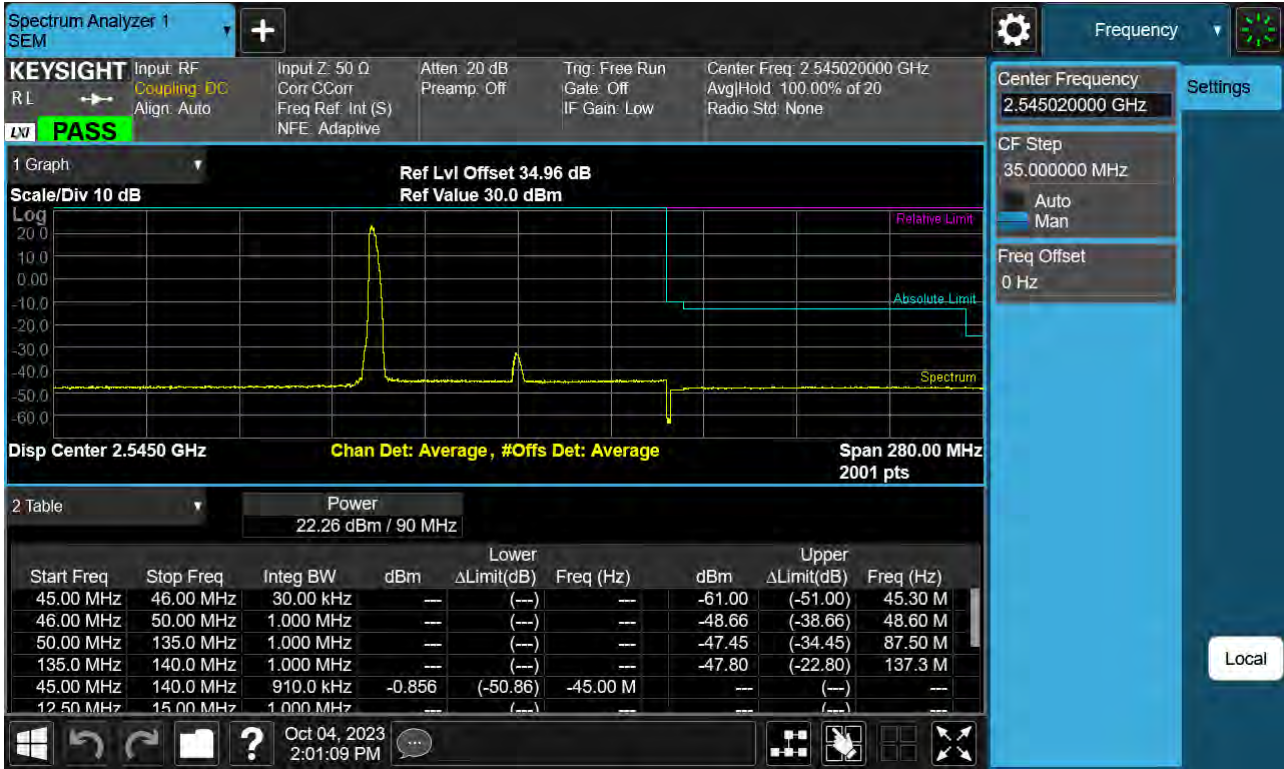 Spectrum Analyzer 1
SEM
Frequency
KEYSIGHT
RL
LXI
PASS
Input: RF
Coupling: DC
Align: Auto
Input Z: 50 Ω
Corr CCorr
Freq Ref: Int (S)
NFE: Adaptive
Atten: 20 dB
Preamp: Off
Trig: Free Run
Gate: Off
IF Gain: Low
Center Freq: 2.545020000 GHz
Avg|Hold: 100.00% of 20
Radio Std: None
Center Frequency
2.545020000 GHz
Settings
CF Step
35.000000 MHz
Auto
Man
Freq Offset
0 Hz
Local
1 Graph
Scale/Div 10 dB
Ref Lvl Offset 34.96 dB
Ref Value 30.0 dBm
Log
20.0
10.0
0.00
-10.0
-20.0
-30.0
-40.0
-50.0
-60.0
Relative Limit
Absolute Limit
Spectrum
Disp Center 2.5450 GHz
Chan Det: Average , #Offs Det: Average
Span 280.00 MHz
2001 pts
2 Table
Power
22.26 dBm / 90 MHz
Lower Upper
Start Freq Stop Freq Integ BW dBm ΔLimit(dB) Freq (Hz) dBm ΔLimit(dB) Freq (Hz)
45.00 MHz 46.00 MHz 30.00 kHz --- (---) --- -61.00 (-51.00) 45.30 M
46.00 MHz 50.00 MHz 1.000 MHz --- (---) --- -48.66 (-38.66) 48.60 M
50.00 MHz 135.0 MHz 1.000 MHz --- (---) --- -47.45 (-34.45) 87.50 M
135.0 MHz 140.0 MHz 1.000 MHz --- (---) --- -47.80 (-22.80) 137.3 M
45.00 MHz 140.0 MHz 910.0 kHz -0.856 (-50.86) -45.00 M --- (---) ---
12.50 MHz 15.00 MHz 1.000 MHz --- (---) --- --- (---) ---
Oct 04, 2023
2:01:09 PM